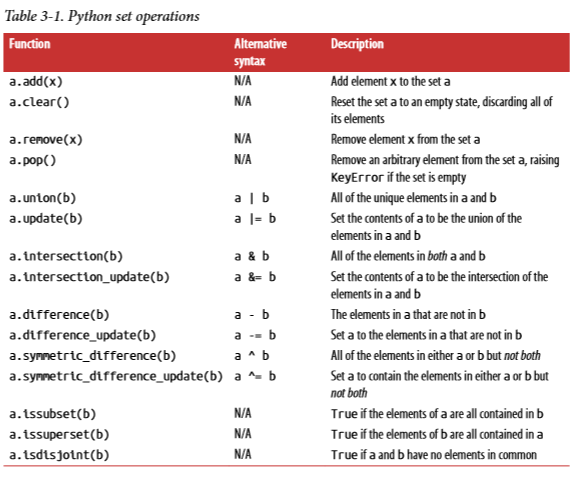 Table 3-1. Python set operations
Function Alternative syntax Description
a.add(x) N/A Add element x to the set a
a.clear() N/A Reset the set a to an empty state, discarding all of
its elements
a.remove(x) N/A Remove element x from the set a
a.pop() N/A Remove an arbitrary element from the set a, raising
KeyError if the set is empty
a.union(b) a | b All of the unique elements in a and b
a.update(b) a |= b Set the contents of a to be the union of the
elements in a and b
a.intersection(b) a & b All of the elements in both a and b
a.intersection_update(b) a &= b Set the contents of a to be the intersection of the
elements in a and b
a.difference(b) a - b The elements in a that are not in b
a.difference_update(b) a -= b Set a to the elements in a that are not in b
a.symmetric_difference(b) a ^ b All of the elements in either a or b but not both
a.symmetric_difference_update(b) a ^= b Set a to contain the elements in either a or b but
not both
a.issubset(b) N/A True if the elements of a are all contained in b
a.issuperset(b) N/A True if the elements of b are all contained in a
a.isdisjoint(b) N/A True if a and b have no elements in common